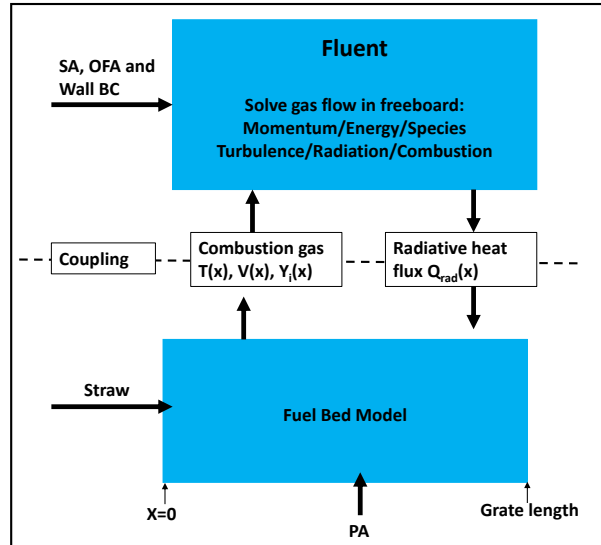 Fluent
SA, OFA and
Wall BC
Solve gas flow in freeboard:
Momentum/Energy/Species
Turbulence/Radiation/Combustion
Coupling
Combustion gas
T(x), V(x), Yi(x)
Radiative heat
flux Qrad(x)
Straw
Fuel Bed Model
X=0
PA
Grate length